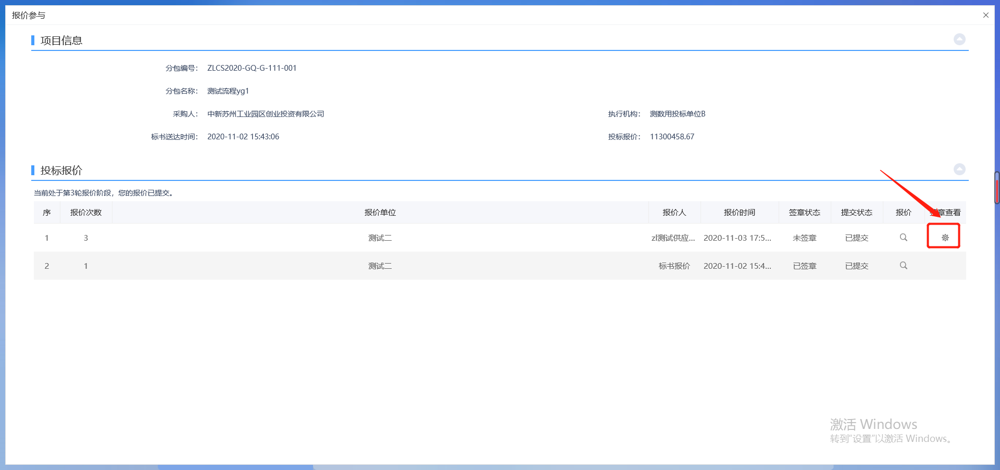 报价参与
项目信息
分包编号： ZLCS2020-GQ-G-111-001
分包名称： 测试流程yg1
采购人： 中新苏州工业园区创业投资有限公司 执行机构： 测数用投标单位B
标书送达时间： 2020-11-02 15:43:06 投标报价： 11300458.67
投标报价
当前处于第3轮报价阶段，您的报价已提交。
序 报价次数 报价单位 报价人 报价时间 签章状态 提交状态 报价 章查看
1 3 测试二 zl测试供应... 2020-11-03 17:5... 未签章 已提交
2 1 测试二 标书报价 2020-11-02 15:4... 已签章 已提交
激活 Windows
转到"设置"以激活 Windows。